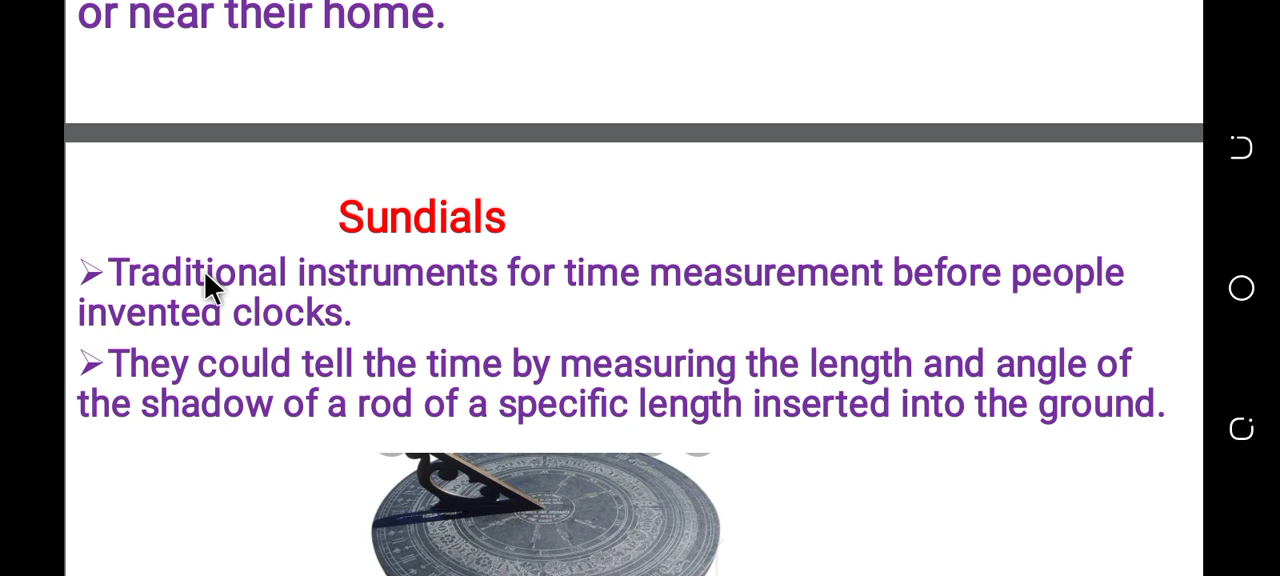 or near their home.
Sundials
➢Traditional instruments for time measurement before people
invented clocks.
➢They could tell the time by measuring the length and angle of
the shadow of a rod of a specific length inserted into the ground.